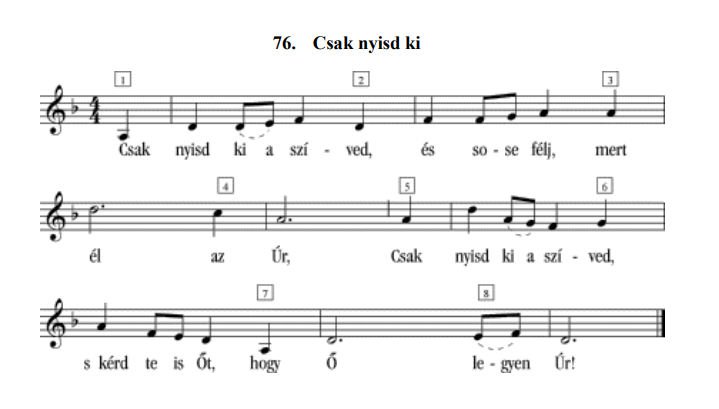 76. Csak nyisd ki
1 2 3
4 4
Csak nyisd ki a szí - ved, és so - se félj, mert
4 5 6
él az Úr, Csak nyisd ki a szí - ved,
7 8
s kérd te is Őt, hogy Ő le - gyen Úr!